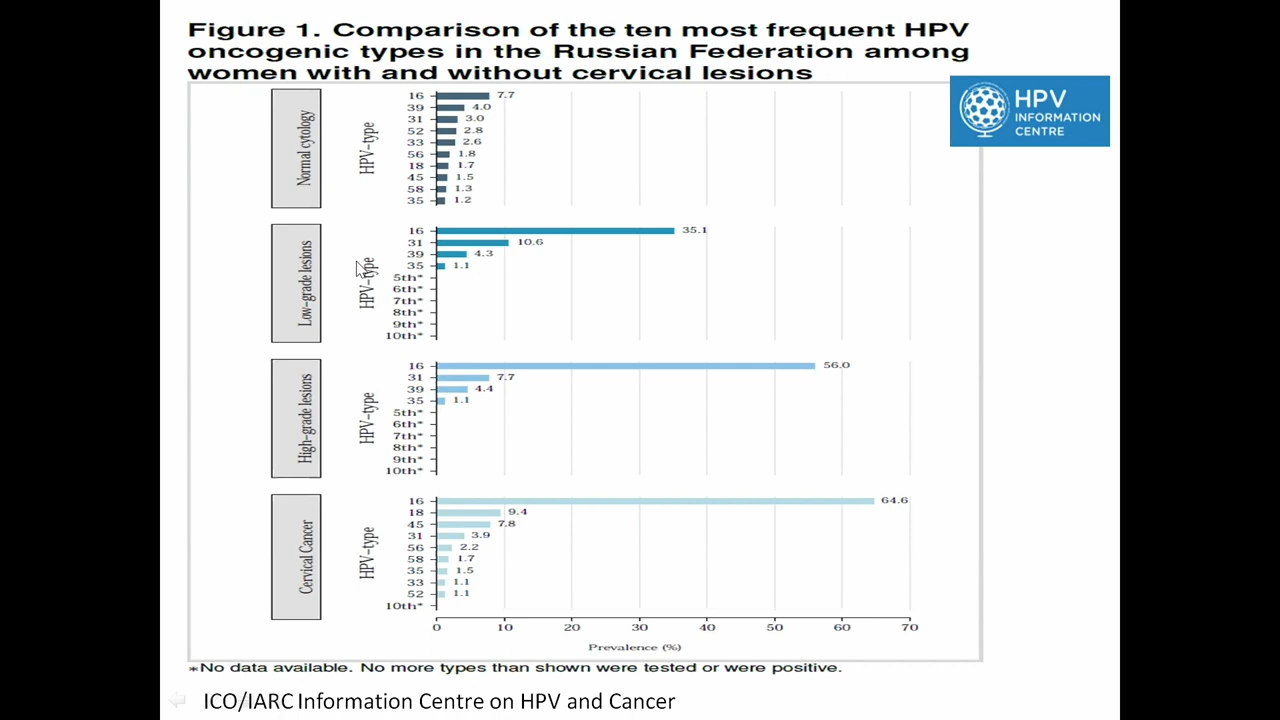 Figure 1. Comparison of the ten most frequent HPV
oncogenic types in the Russian Federation among
women with and without cervical lesions
HPV
INFORMATION
CENTRE
Normal cytology
HPV-type
16 7.7
39 4.0
31 3.0
52 2.8
33 2.6
56 1.8
18 1.7
45 1.5
58 1.3
35 1.2
Low-grade lesions
HPV-type
16 35.1
31 10.6
39 4.3
35 1.1
5th*
6th*
7th*
8th*
9th*
10th*
High-grade lesions
HPV-type
16 56.0
31 7.7
39 4.4
35 1.1
5th*
6th*
7th*
8th*
9th*
10th*
Cervical Cancer
HPV-type
16 64.6
18 9.4
45 7.8
31 3.9
56 2.2
58 1.7
35 1.5
33 1.1
52 1.1
10th*
0 10 20 30 40 50 60 70
Prevalence (%)
*No data available. No more types than shown were tested or were positive.
ICO/IARC Information Centre on HPV and Cancer